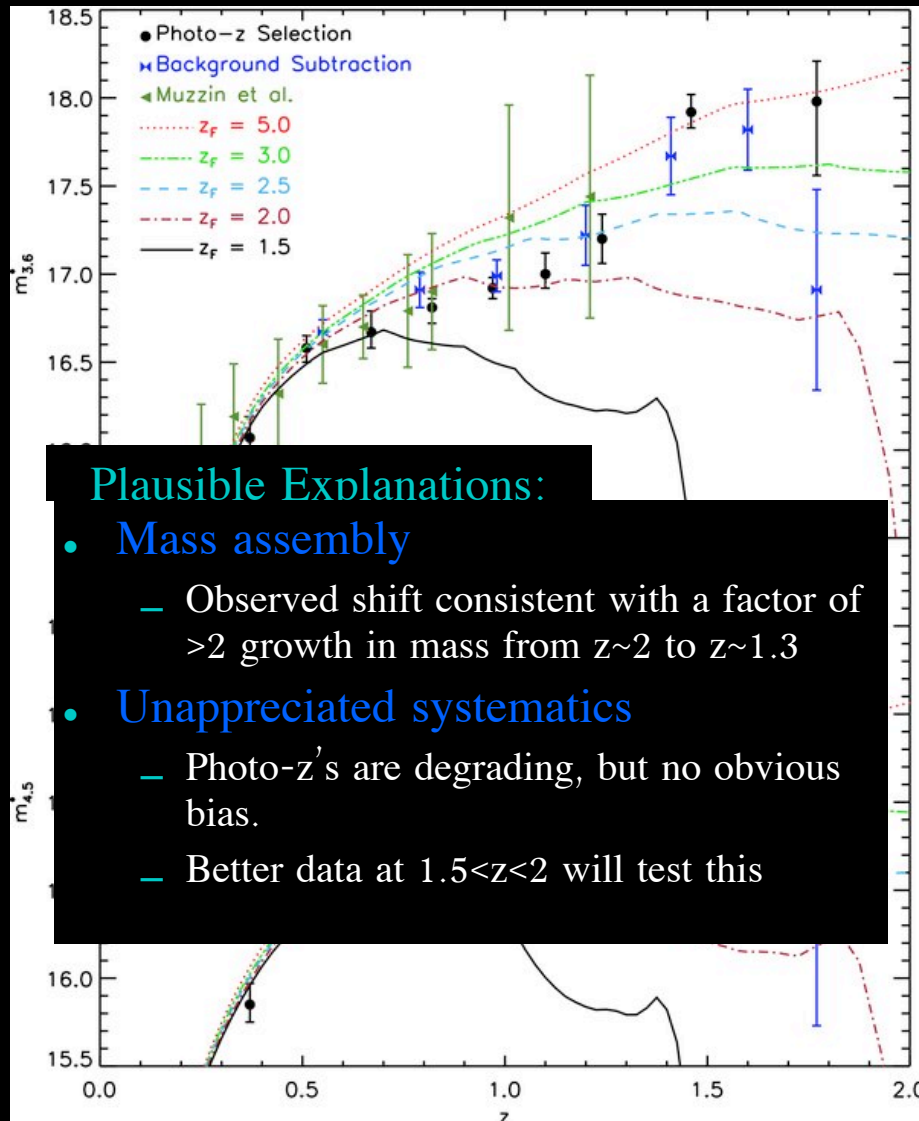 18.5
Photo-z Selection
Background Subtraction
Muzzin et al.
z_F = 5.0
z_F = 3.0
z_F = 2.5
z_F = 2.0
z_F = 1.5
18.0
17.5
17.0
16.5
m*3.6
Plausible Explanations:
• Mass assembly
– Observed shift consistent with a factor of
>2 growth in mass from z~2 to z~1.3
• Unappreciated systematics
– Photo-z's are degrading, but no obvious
bias.
– Better data at 1.5<z<2 will test this
m*4.5
16.0
15.5
0.0 0.5 1.0 1.5 2.0
z